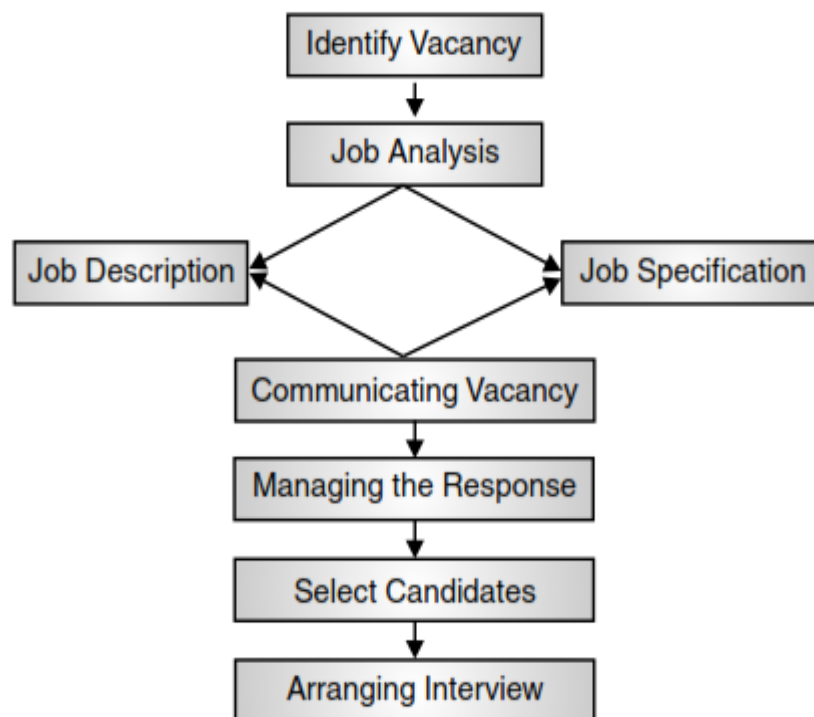 Identify Vacancy
Job Analysis
Job Description
Job Specification
Communicating Vacancy
Managing the Response
Select Candidates
Arranging Interview